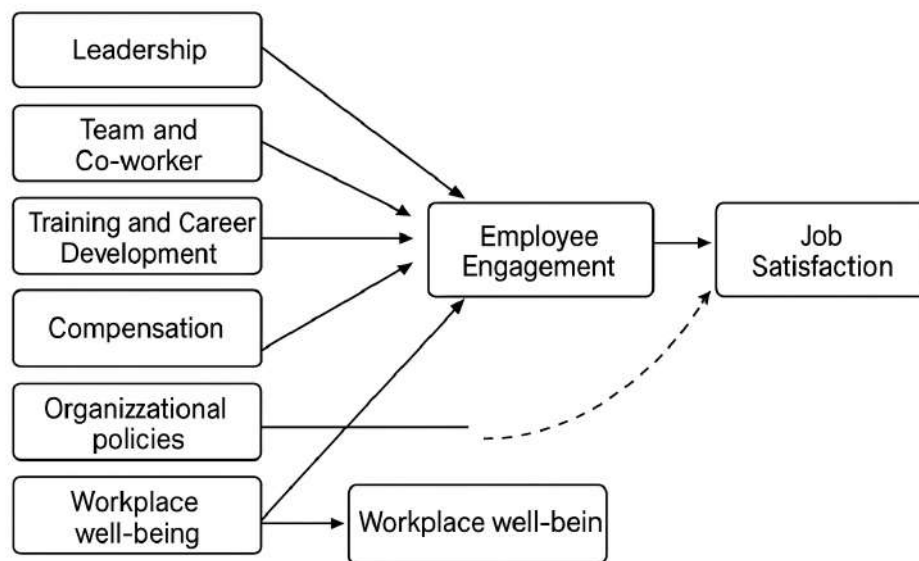 Leadership
Team and
Co-worker
Training and Career
Development
Compensation
Organizzational
policies
Workplace
well-being
Employee
Engagement
Job
Satisfaction
Workplace well-bein